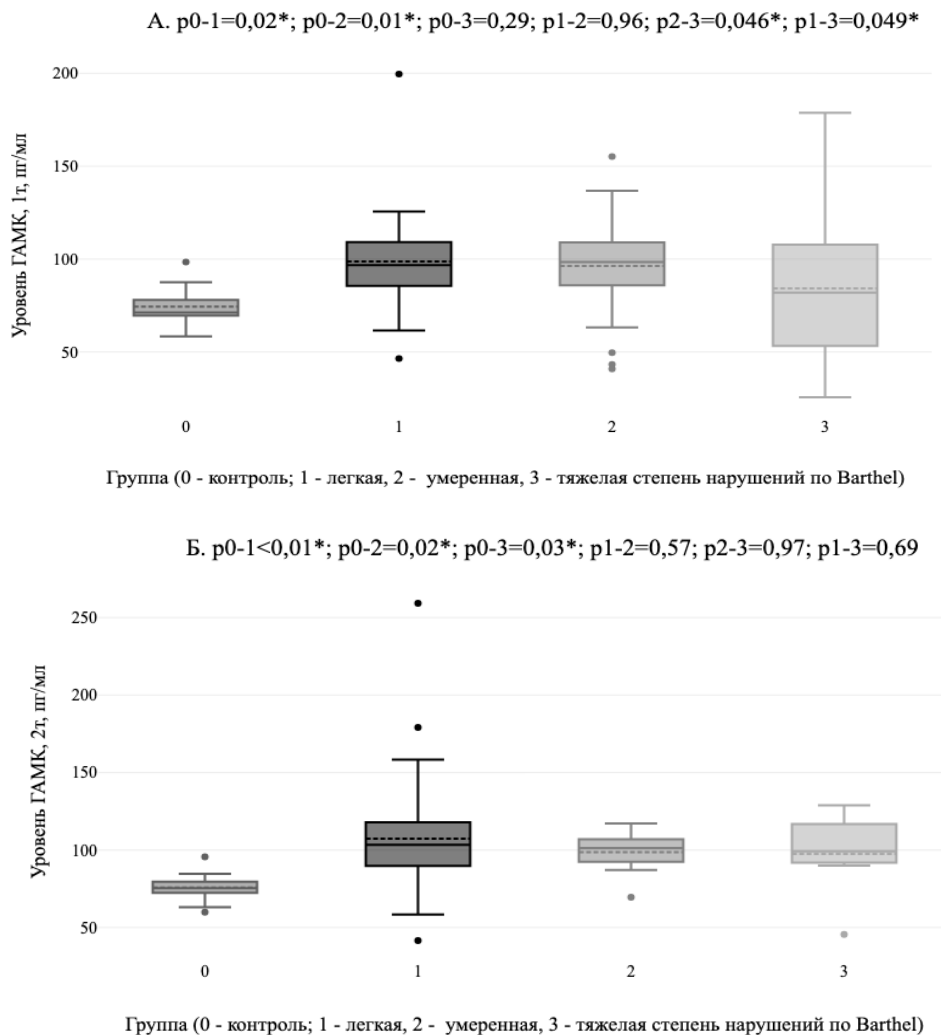 А. p0-1=0,02*; p0-2=0,01*; p0-3=0,29; p1-2=0,96; p2-3=0,046*; p1-3=0,049*
Уровень ГАМК, 1т, пг/мл
200
150
100
50
0
1
2
3
Группа (0 - контроль; 1 - легкая, 2 - умеренная, 3 - тяжелая степень нарушений по Barthel)
Б. p0-1<0,01*; p0-2=0,02*; p0-3=0,03*; p1-2=0,57; p2-3=0,97; p1-3=0,69
Уровень ГАМК, 2т, пг/мл
250
200
150
100
50
0
1
2
3
Группа (0 - контроль; 1 - легкая, 2 - умеренная, 3 - тяжелая степень нарушений по Barthel)